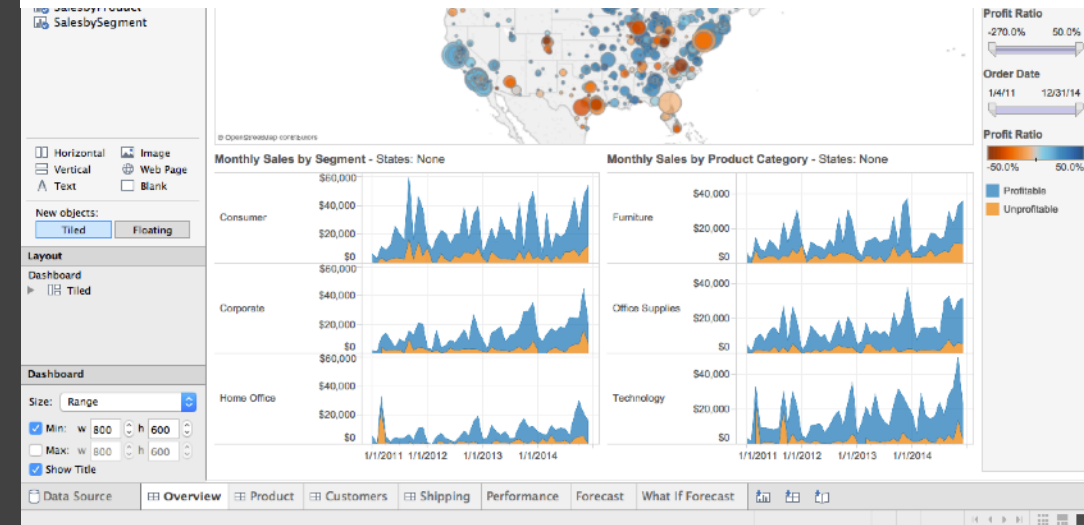 SalesbyProduct
SalesbySegment
Horizontal Image
Vertical Web Page
A Text Blank
New objects:
Tiled Floating
Layout
Dashboard
Tiled
Dashboard
Size: Range
Min: w 800 h 600
Max: w 800 h 600
Show Title
© OpenStreetMap contributors
Monthly Sales by Segment - States: None
$60,000
$40,000
Consumer
$20,000
$0
$60,000
$40,000
Corporate
$20,000
$0
$60,000
$40,000
Home Office
$20,000
$0
1/1/2011 1/1/2012 1/1/2013 1/1/2014
Monthly Sales by Product Category - States: None
$40,000
Furniture
$20,000
$0
$40,000
Office Supplies
$20,000
$0
$40,000
Technology
$20,000
$0
1/1/2011 1/1/2012 1/1/2013 1/1/2014
Profit Ratio
-270.0% 50.0%
Order Date
1/4/11 12/31/14
Profit Ratio
-50.0% 50.0%
Profitable
Unprofitable
Data Source Overview Product Customers Shipping Performance Forecast What If Forecast